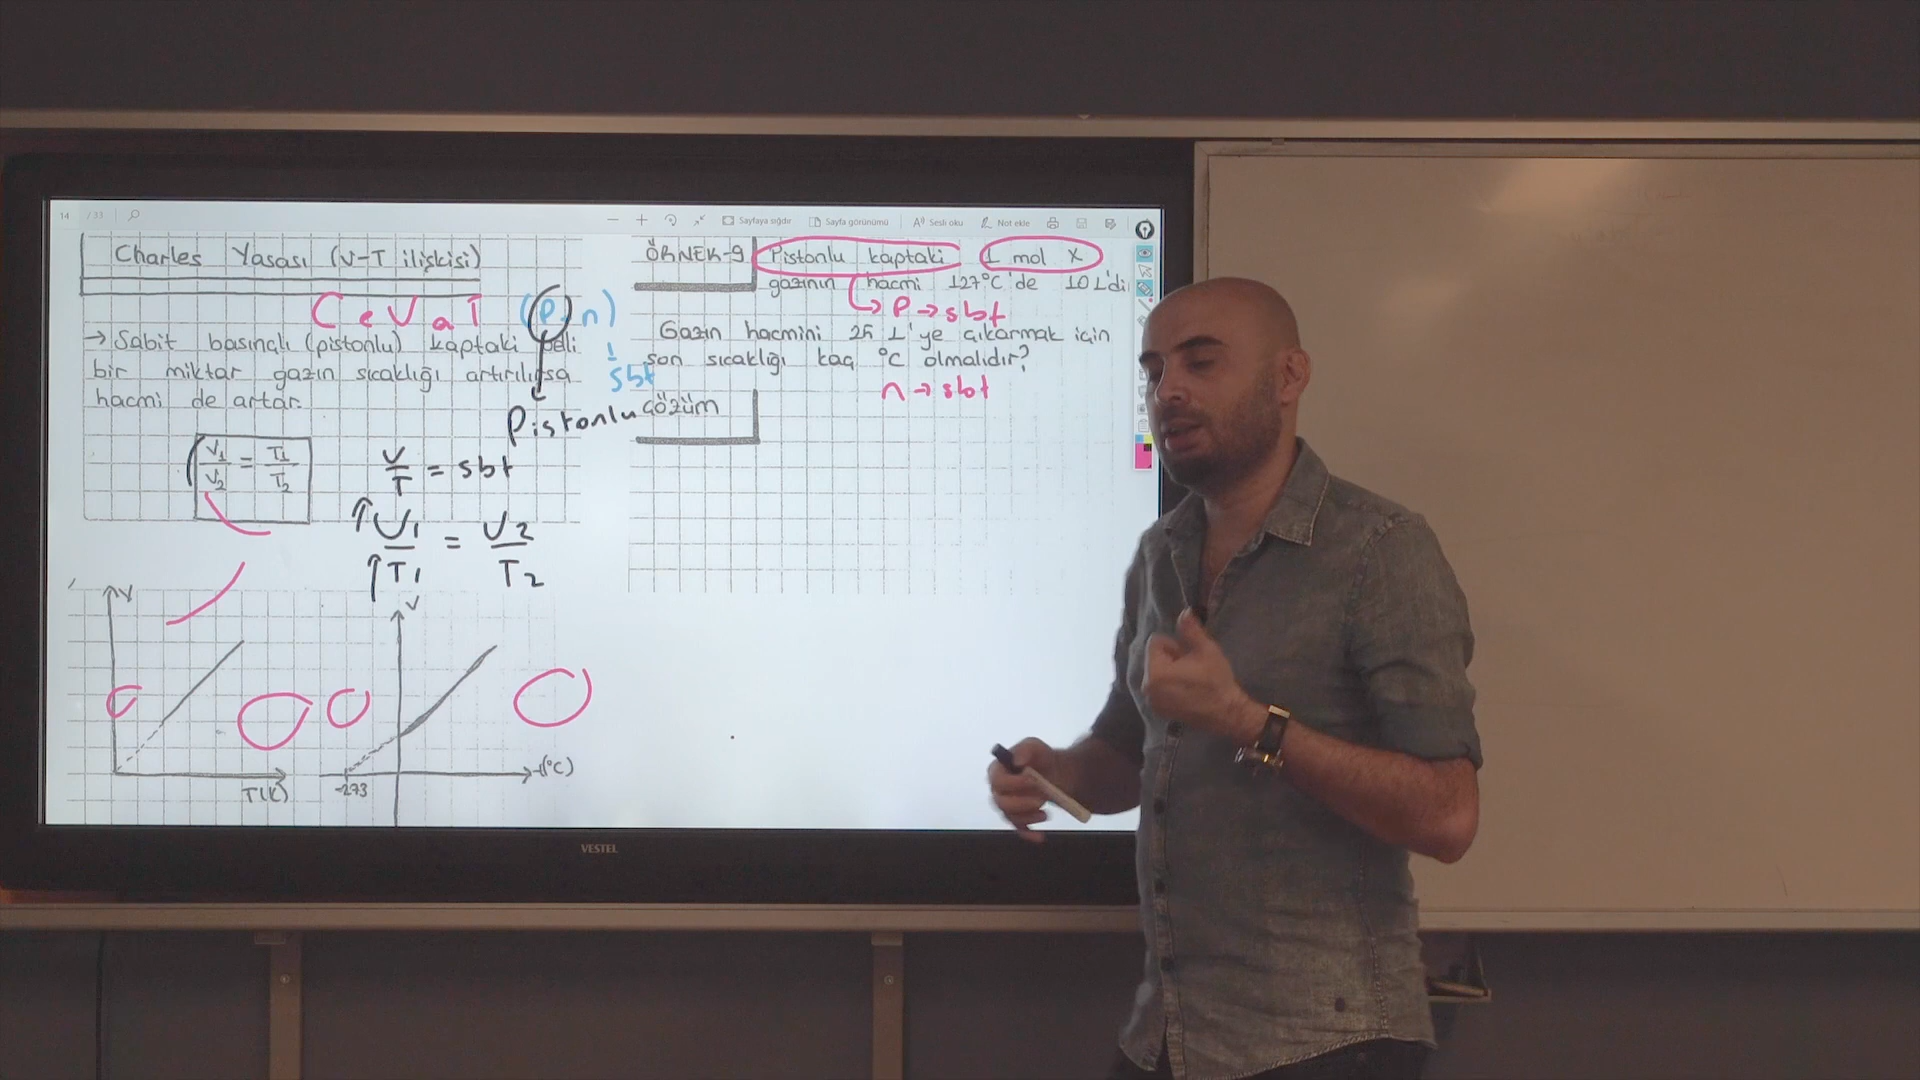 14 / 33
Sayfaya sığdır
Sayfa görünümü
Sesli oku
Not ekle
Charles Yasası (V-T ilişkisi)
CeVaT (P, n)
sbt
→ Sabit basınçlı (pistonlu) kaptaki belli
bir miktar gazın sıcaklığı artırılırsa
hacmi de artar.
Pistonlu
V1/V2 = T1/T2
V/T = sbt
↑V1/↑T1 = V2/T2
V
T(K)
V
-273
(°C)
ÖRNEK-9 Pistonlu kaptaki 1 mol X
gazının hacmi 127°C'de 10 L'di
P → sbt
Gazın hacmini 25 L'ye çıkarmak için
son sıcaklığı kaç °C olmalıdır?
n → sbt
Çözüm
VESTEL